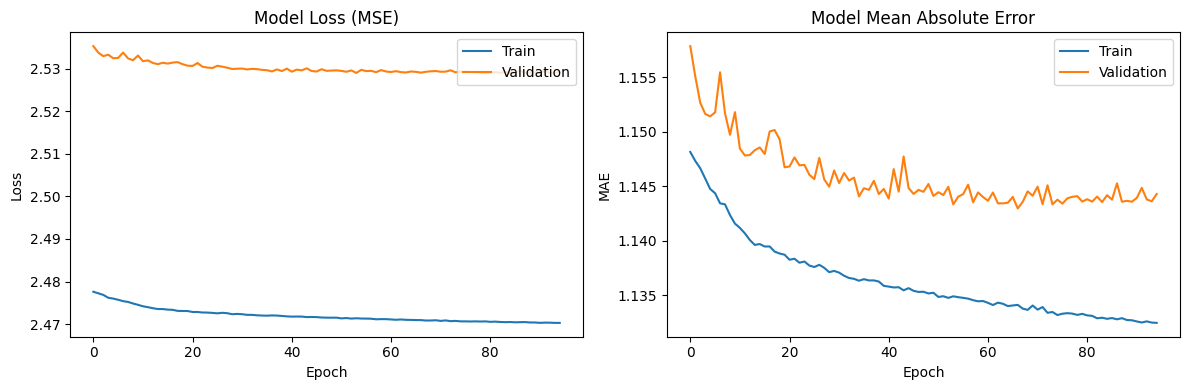 Model Loss (MSE)
Train
Validation
2.53
2.52
2.51
2.50
2.49
2.48
2.47
Loss
0
20
40
60
80
Epoch
Model Mean Absolute Error
Train
Validation
1.155
1.150
1.145
1.140
1.135
MAE
0
20
40
60
80
Epoch